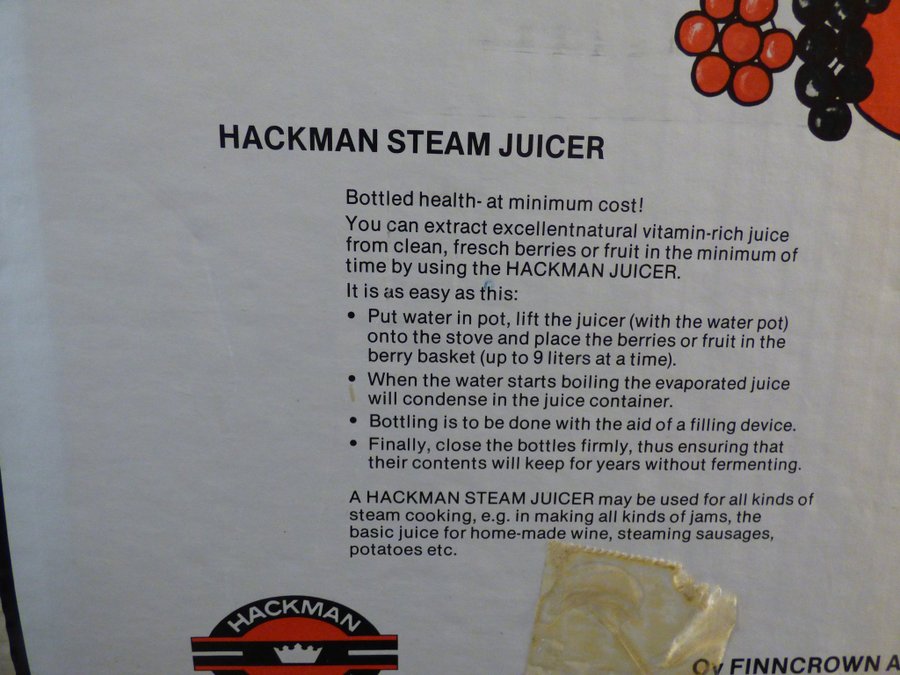 HACKMAN STEAM JUICER
Bottled health- at minimum cost!
You can extract excellentnatural vitamin-rich juice
from clean, fresch berries or fruit in the minimum of
time by using the HACKMAN JUICER.
It is as easy as this:
• Put water in pot, lift the juicer (with the water pot)
onto the stove and place the berries or fruit in the
berry basket (up to 9 liters at a time).
• When the water starts boiling the evaporated juice
will condense in the juice container.
• Bottling is to be done with the aid of a filling device.
• Finally, close the bottles firmly, thus ensuring that
their contents will keep for years without fermenting.
A HACKMAN STEAM JUICER may be used for all kinds of
steam cooking, e.g. in making all kinds of jams, the
basic juice for home-made wine, steaming sausages,
potatoes etc.
HACKMAN
Oy FINNCROWN A